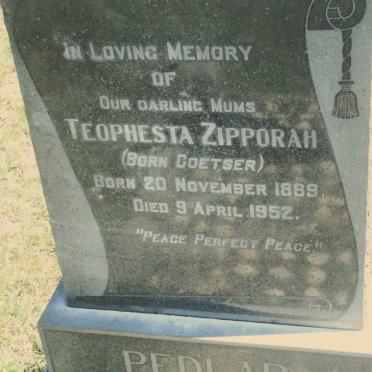 In Loving Memory
of
Our darling Mums
Teophesta Zipporah
(Born Coetser)
Born 20 November 1889.
Died 9 April 1952.
"Peace Perfect Peace."